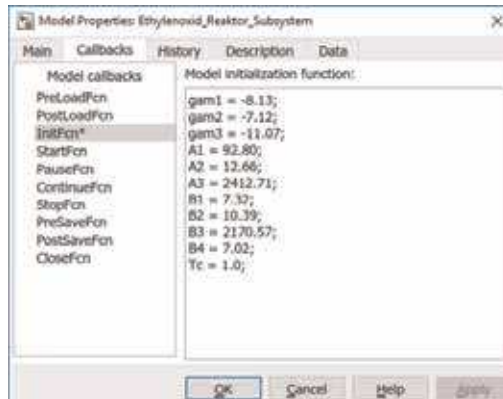 Model Properties: Ethylenoxid_Reaktor_Subsystem
Main Callbacks History Description Data
Model callbacks
PreLoadFcn
PostLoadFcn
InitFcn*
StartFcn
PauseFcn
ContinueFcn
StopFcn
PreSaveFcn
PostSaveFcn
CloseFcn
Model initialization function:
gam1 = -8.13;
gam2 = -7.12;
gam3 = -11.07;
A1 = 92.80;
A2 = 12.66;
A3 = 2412.71;
B1 = 7.32;
B2 = 10.39;
B3 = 2170.57;
B4 = 7.02;
Tc = 1.0;
OK Cancel Help Apply